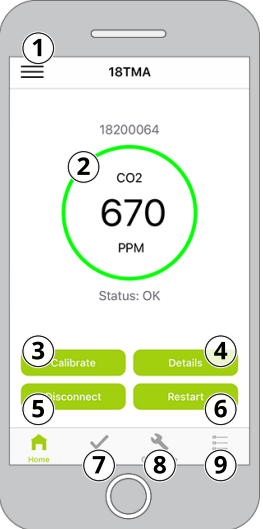 1
18TMA
18200064
2
CO2
670
PPM
Status: OK
3 Calibrate
Details 4
Disconnect
5
Restart
6
Home
7
8
9